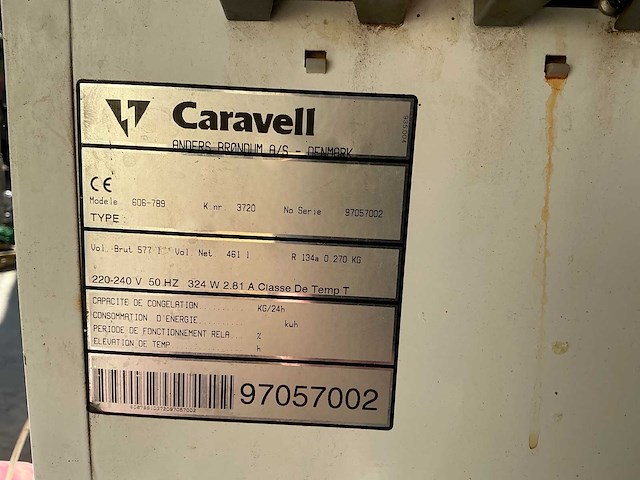 Caravell
ANDERS BRØNDUM A/S - DENMARK
935.004
CE
Modele 606-789 K.nr. 3720 No Serie 97057002
TYPE :
Vol. Brut 577 l Vol. Net. 461 l R 134a 0.270 KG
220-240 V 50 HZ 324 W 2.81 A Classe De Temp T
CAPACITE DE CONGELATION KG/24h
CONSOMMATION D'ENERGIE kwh
PERIODE DE FONCTIONNEMENT RELA %
ELEVATION DE TEMP h
97057002